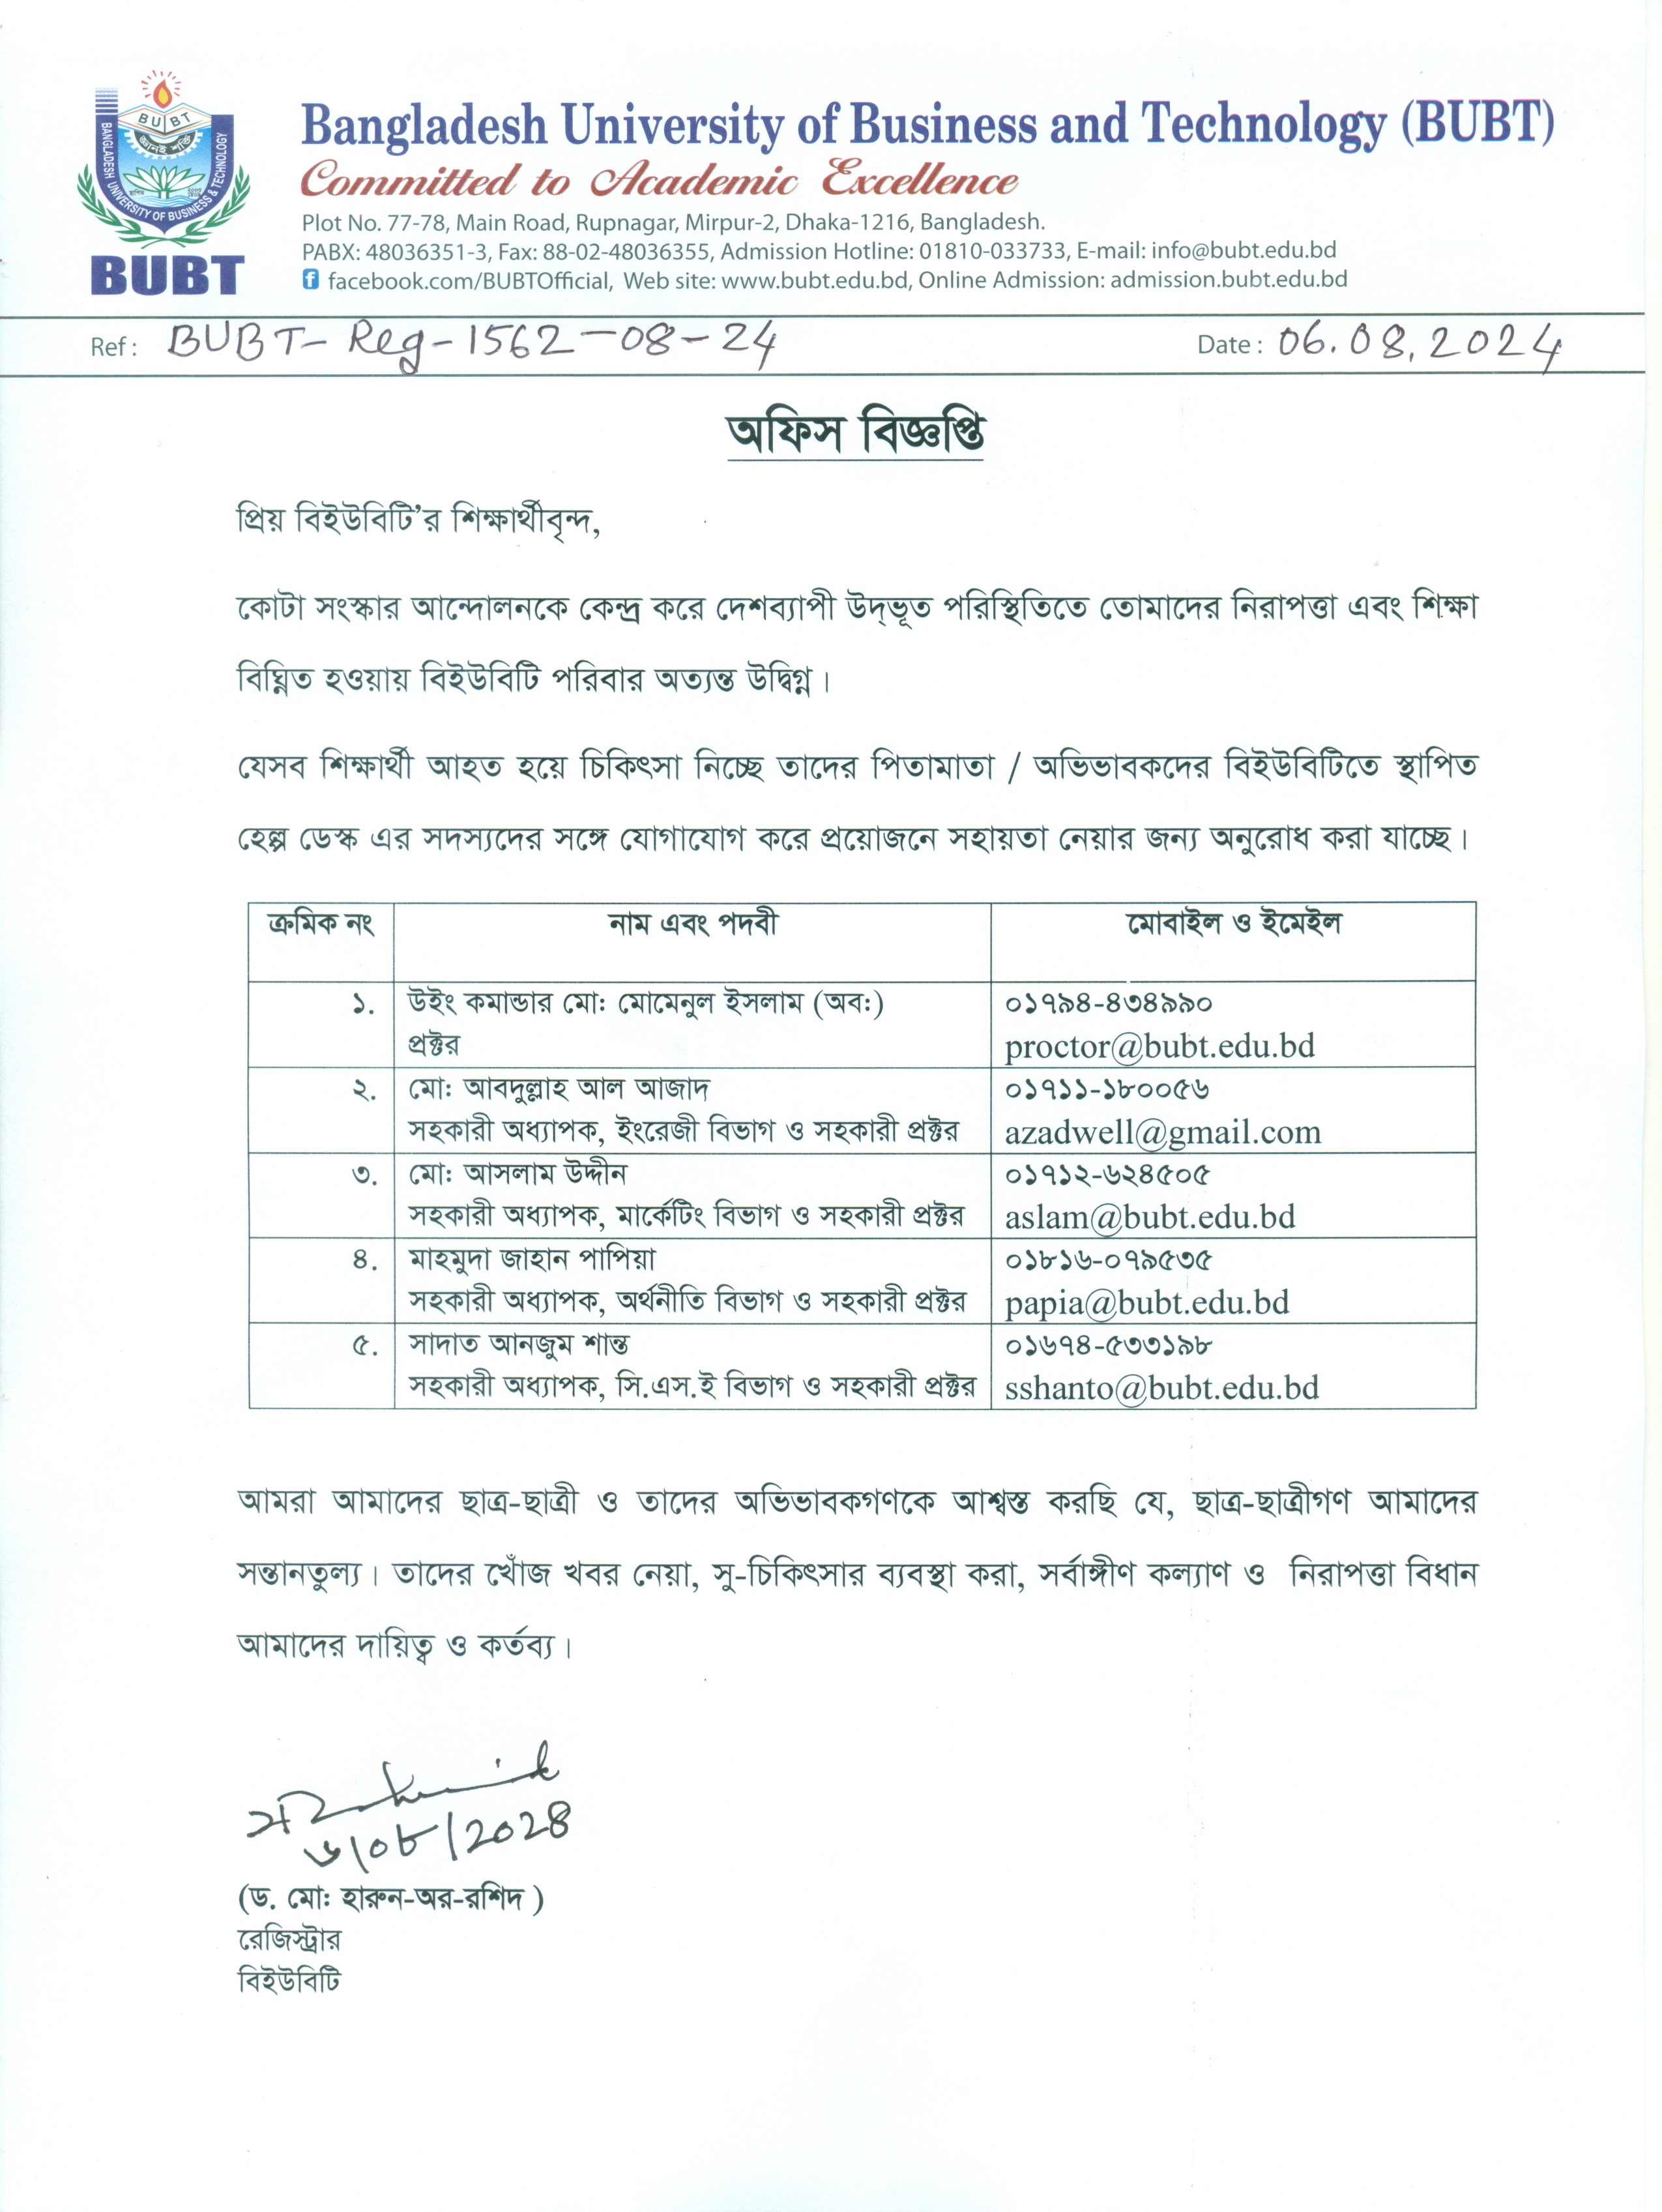 BUBT
জ্ঞানই শক্তি
BANGLADESH UNIVERSITY OF BUSINESS & TECHNOLOGY
BUBT
Bangladesh University of Business and Technology (BUBT)
Committed to Academic Excellence
Plot No. 77-78, Main Road, Rupnagar, Mirpur-2, Dhaka-1216, Bangladesh.
PABX: 48036351-3, Fax: 88-02-48036355, Admission Hotline: 01810-033733, E-mail: info@bubt.edu.bd
f facebook.com/BUBTOfficial, Web site: www.bubt.edu.bd, Online Admission: admission.bubt.edu.bd
Ref : BUBT-Reg-1562-08-24 Date : 06.08.2024
অফিস বিজ্ঞপ্তি
প্রিয় বিইউবিটি’র শিক্ষার্থীবৃন্দ,
কোটা সংস্কার আন্দোলনকে কেন্দ্র করে দেশব্যাপী উদ্ভূত পরিস্থিতিতে তোমাদের নিরাপত্তা এবং শিক্ষা
বিঘ্নিত হওয়ায় বিইউবিটি পরিবার অত্যন্ত উদ্বিগ্ন।
যেসব শিক্ষার্থী আহত হয়ে চিকিৎসা নিচ্ছে তাদের পিতামাতা / অভিভাবকদের বিইউবিটিতে স্থাপিত
হেল্প ডেস্ক এর সদস্যদের সঙ্গে যোগাযোগ করে প্রয়োজনে সহায়তা নেয়ার জন্য অনুরোধ করা যাচ্ছে।
ক্রমিক নং নাম এবং পদবী মোবাইল ও ইমেইল
১. উইং কমান্ডার মো: মোমেনুল ইসলাম (অব:) ০১৭৯৪-৪৩৪৯৯০
প্রক্টর proctor@bubt.edu.bd
২. মো: আবদুল্লাহ আল আজাদ ০১৭১১-১৮০০৫৬
সহকারী অধ্যাপক, ইংরেজী বিভাগ ও সহকারী প্রক্টর azadwell@gmail.com
৩. মো: আসলাম উদ্দীন ০১৭১২-৬২৪৫০৫
সহকারী অধ্যাপক, মার্কেটিং বিভাগ ও সহকারী প্রক্টর aslam@bubt.edu.bd
৪. মাহমুদা জাহান পাপিয়া ০১৮১৬-০৭৯৫৩৫
সহকারী অধ্যাপক, অর্থনীতি বিভাগ ও সহকারী প্রক্টর papia@bubt.edu.bd
৫. সাদাত আনজুম শান্ত ০১৬৭৪-৫৩৩১৯৮
সহকারী অধ্যাপক, সি.এস.ই বিভাগ ও সহকারী প্রক্টর sshanto@bubt.edu.bd
আমরা আমাদের ছাত্র-ছাত্রী ও তাদের অভিভাবকগণকে আশ্বস্ত করছি যে, ছাত্র-ছাত্রীগণ আমাদের
সন্তানতুল্য। তাদের খোঁজ খবর নেয়া, সু-চিকিৎসার ব্যবস্থা করা, সর্বাঙ্গীণ কল্যাণ ও নিরাপত্তা বিধান
আমাদের দায়িত্ব ও কর্তব্য।
৬/০৮/২০২৪
(ড. মো: হারুন-অর-রশিদ )
রেজিস্ট্রার
বিইউবিটি